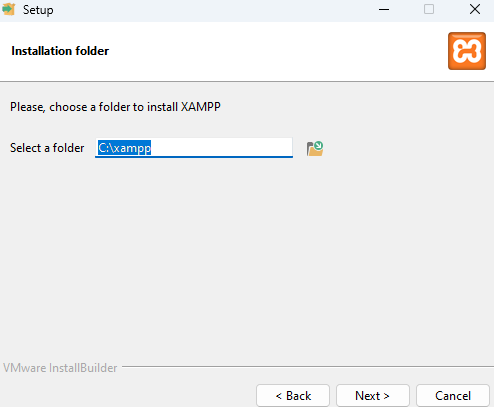 Setup
Installation folder
Please, choose a folder to install XAMPP
Select a folder C:\xampp
VMware InstallBuilder
< Back Next > Cancel